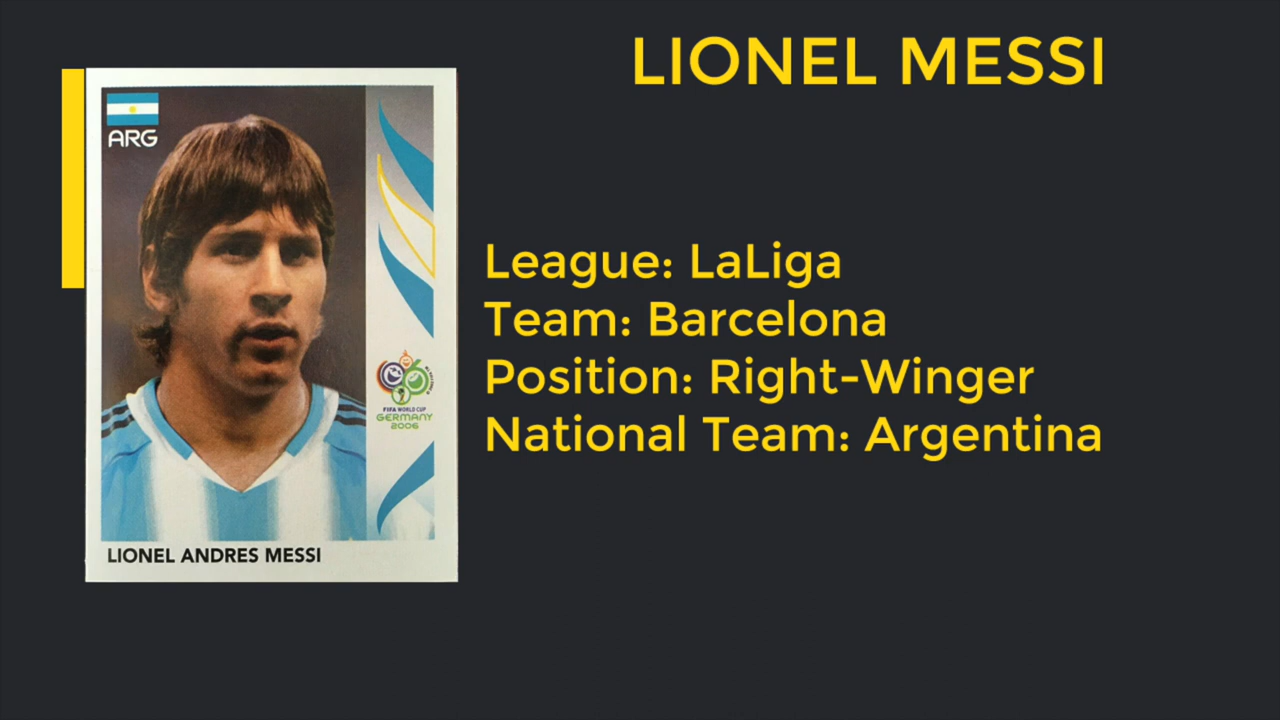 LIONEL MESSI
ARG
League: LaLiga
Team: Barcelona
Position: Right-Winger
National Team: Argentina
FIFA WORLD CUP
GERMANY
2006
LIONEL ANDRES MESSI